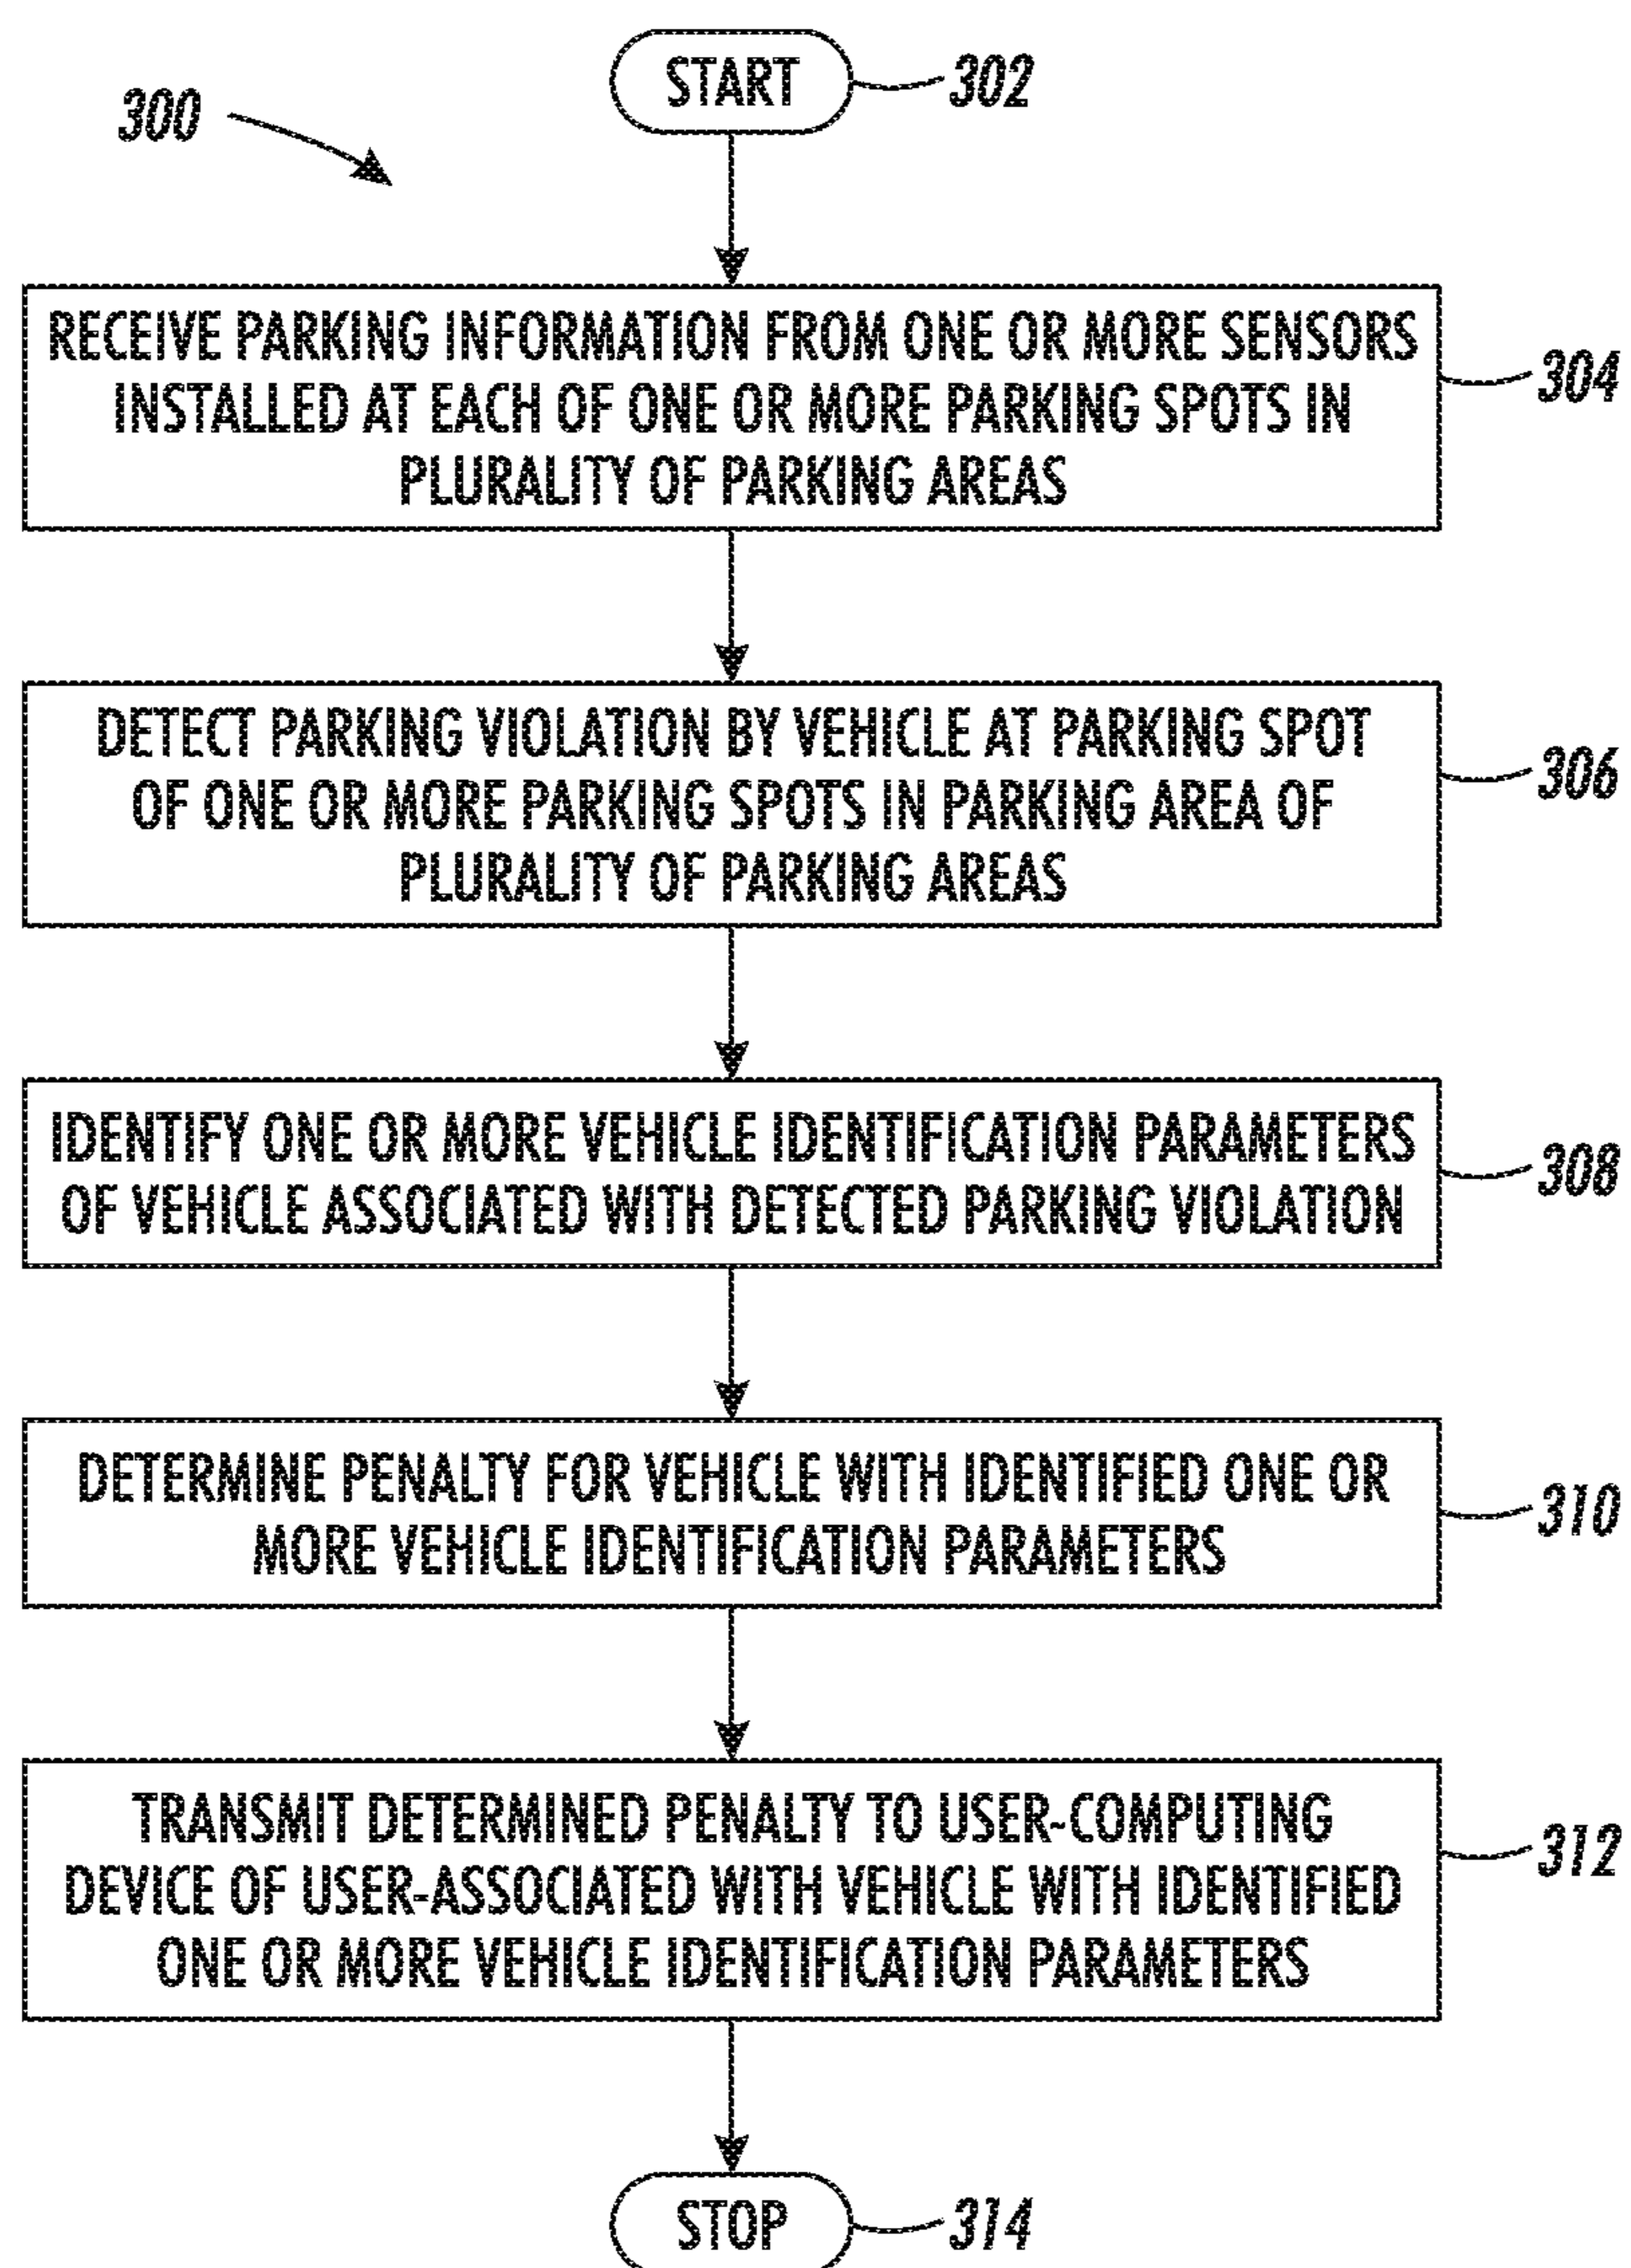 START
302
300
RECEIVE PARKING INFORMATION FROM ONE OR MORE SENSORS
INSTALLED AT EACH OF ONE OR MORE PARKING SPOTS IN
PLURALITY OF PARKING AREAS
304
DETECT PARKING VIOLATION BY VEHICLE AT PARKING SPOT
OF ONE OR MORE PARKING SPOTS IN PARKING AREA OF
PLURALITY OF PARKING AREAS
306
IDENTIFY ONE OR MORE VEHICLE IDENTIFICATION PARAMETERS
OF VEHICLE ASSOCIATED WITH DETECTED PARKING VIOLATION
308
DETERMINE PENALTY FOR VEHICLE WITH IDENTIFIED ONE OR
MORE VEHICLE IDENTIFICATION PARAMETERS
310
TRANSMIT DETERMINED PENALTY TO USER-COMPUTING
DEVICE OF USER-ASSOCIATED WITH VEHICLE WITH IDENTIFIED
ONE OR MORE VEHICLE IDENTIFICATION PARAMETERS
312
STOP
314